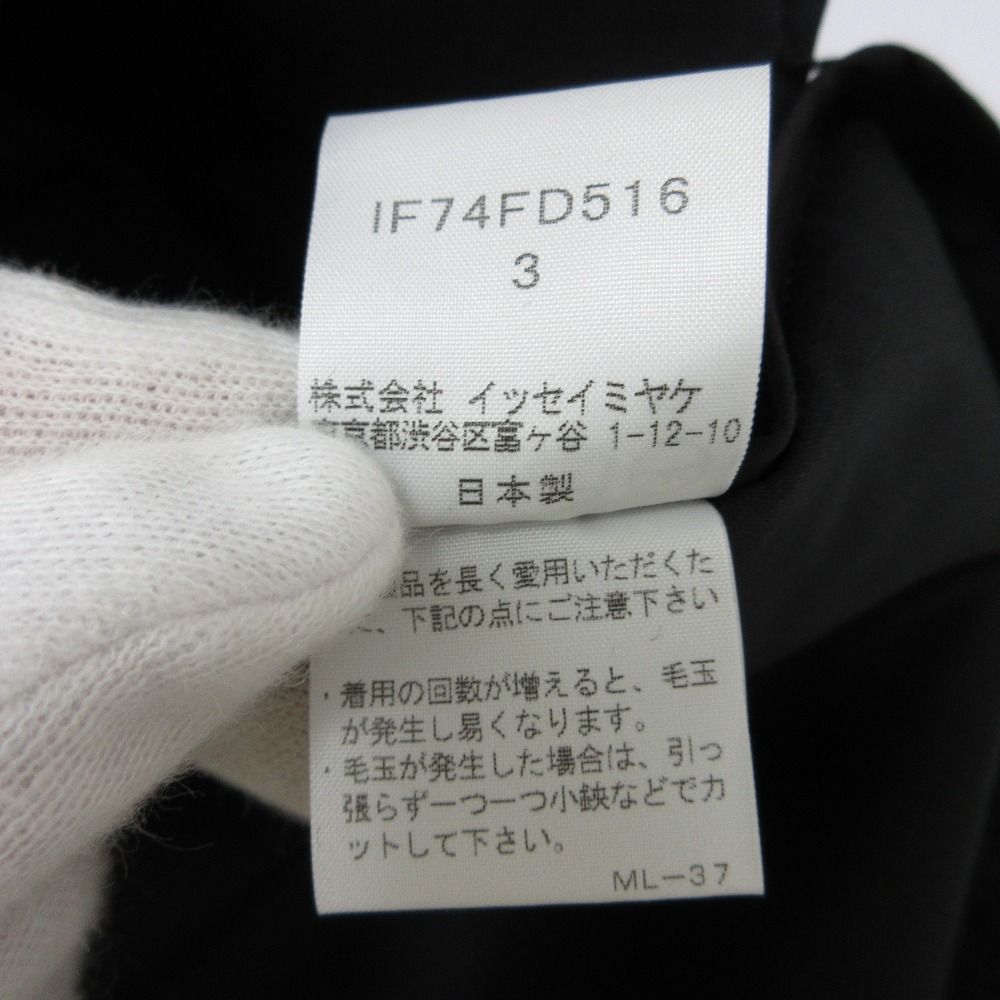 IF74FD516
3
株式会社 イッセイミヤケ
京都渋谷区富ヶ谷 1-12-10
日本製
品を長く愛用いただくた
、下記の点にご注意下さい
・着用の回数が増えると、毛玉
が発生し易くなります。
・毛玉が発生した場合は、引っ
張らず一つ一つ小鋏などでカ
ットして下さい。
ML-37